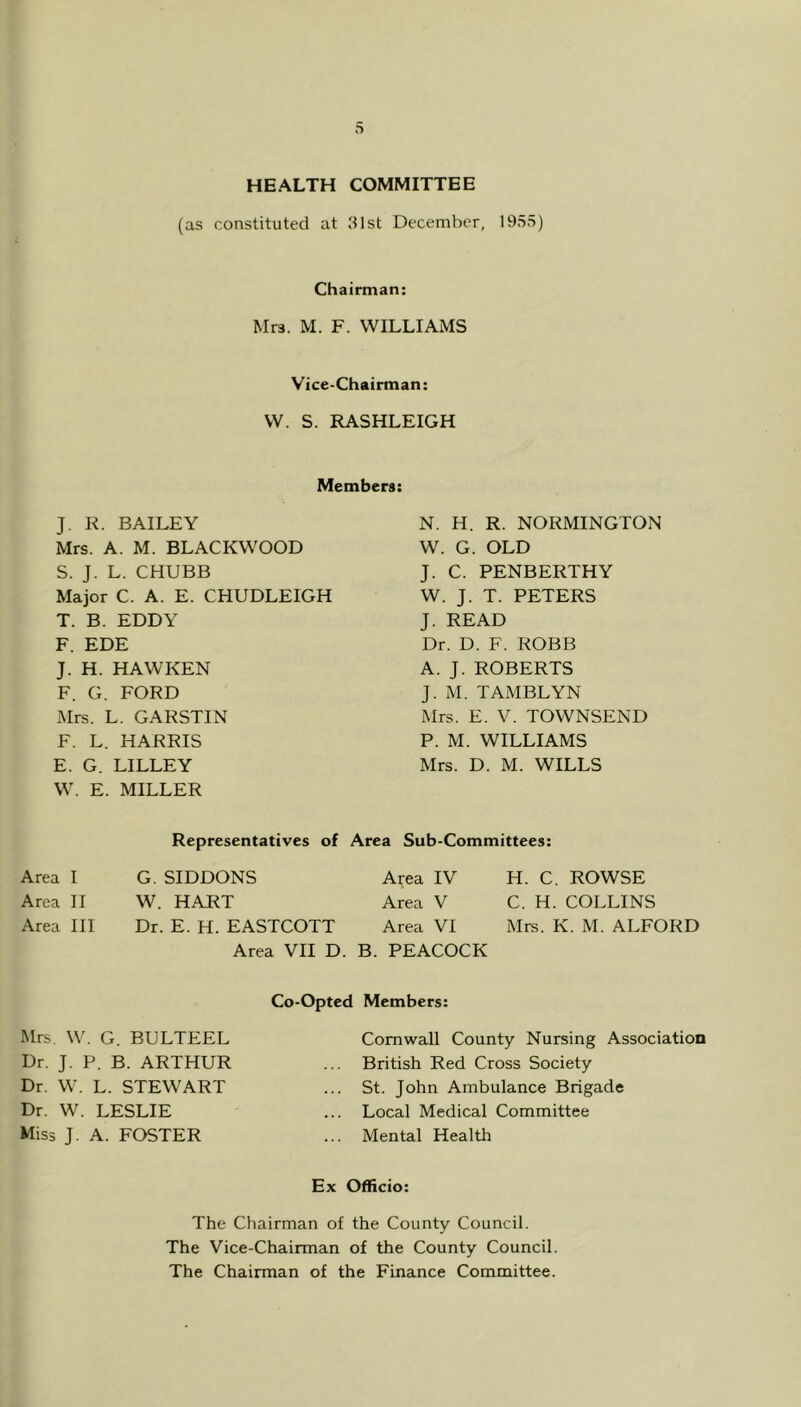 5
HEALTH COMMITTEE
(as constituted at 31st December, 1955)
Chairman:
Mrs. M. F. WILLIAMS
Vice-Chairman:
W. S. RASHLEIGH
Members:
J. R. BAILEY
Mrs. A. M. BLACKWOOD
S. J. L. CHUBB
Major C. A. E. CHUDLEIGH
T. B. EDDY
F. EDE
J. H. HAWKEN
F. G. FORD
Mrs. L. GARSTIN
F. L. HARRIS
E. G. LILLEY
W. E. MILLER
N. H. R. NORMINGTON
W. G. OLD
J. C. PENBERTHY
W. J. T. PETERS
J. READ
Dr. D. F. ROBB
A. J. ROBERTS
J. M. TAMBLYN
Mrs. E. V. TOWNSEND
P. M. WILLIAMS
Mrs. D. M. WILLS
Representatives of Area Sub-Committees:
Area I G. SIDDONS Area IV H. C. ROWSE
Area II W. HART Area V C. H. COLLINS
Area III Dr. E. H. EASTCOTT Area VI Mrs. K. M. ALFORD
Area VII D. B. PEACOCK
Co-Opted Members:
Mrs. W. G. BULTEEL Cornwall County Nursing Association
Dr. J. P. B. ARTHUR ... British Red Cross Society
Dr. W. L. STEWART ... St. John Ambulance Brigade
Dr. W. LESLIE ... Local Medical Committee
Miss J. A. FOSTER ... Mental Health
Ex Officio:
The Chairman of the County Council.
The Vice-Chairman of the County Council.
The Chairman of the Finance Committee.